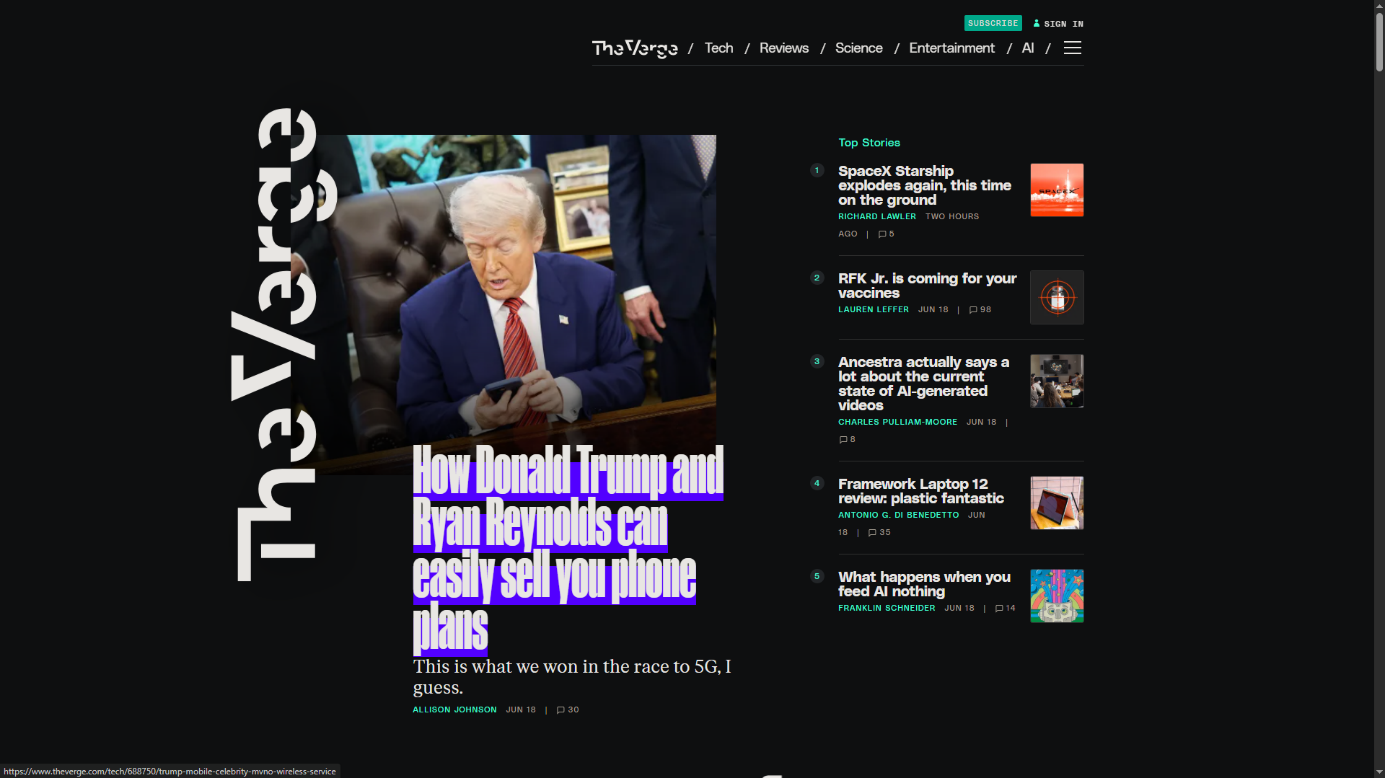 SUBSCRIBE
SIGN IN
The Verge / Tech / Reviews / Science / Entertainment / AI /
The Verge
How Donald Trump and
Ryan Reynolds can
easily sell you phone
plans
This is what we won in the race to 5G, I
guess.
ALLISON JOHNSON JUN 18 | 30
Top Stories
1
SpaceX Starship
explodes again, this time
on the ground
RICHARD LAWLER TWO HOURS
AGO | 5
SPACEX
2
RFK Jr. is coming for your
vaccines
LAUREN LEFFER JUN 18 | 98
3
Ancestra actually says a
lot about the current
state of AI-generated
videos
CHARLES PULLIAM-MOORE JUN 18 |
8
4
Framework Laptop 12
review: plastic fantastic
ANTONIO G. DI BENEDETTO JUN
18 | 35
5
What happens when you
feed AI nothing
FRANKLIN SCHNEIDER JUN 18 | 14
https://www.theverge.com/tech/688750/trump-mobile-celebrity-mvno-wireless-service